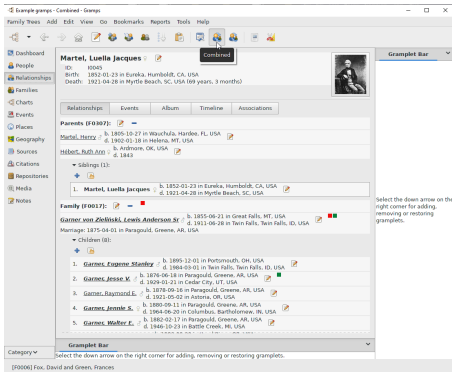 Example gramps - Combined - Gramps
Family Trees Add Edit View Go Bookmarks Reports Tools Help
Combined
Dashboard
People
Relationships
Families
Charts
Events
Places
Geography
Sources
Citations
Repositories
Media
Notes
Category
Martel, Luella Jacques
ID: I0045
Birth: 1852-01-23 in Eureka, Humboldt, CA, USA
Death: 1921-04-28 in Myrtle Beach, SC, USA (69 years, 3 months)
Relationships Events Album Timeline Associations
Parents (F0307):
Martel, Henry b. 1805-10-27 in Wauchula, Hardee, FL, USA
d. 1902-01-18 in Helena, MT, USA
Hébert, Ruth Ann b. Ardmore, OK, USA
d. 1843
Siblings (1):
1. Martel, Luella Jacques b. 1852-01-23 in Eureka, Humboldt, CA, USA
d. 1921-04-28 in Myrtle Beach, SC, USA
Family (F0017):
Garner von Zieliński, Lewis Anderson Sr b. 1855-06-21 in Great Falls, MT, USA
d. 1911-06-28 in Twin Falls, Twin Falls, ID, USA
Marriage: 1875-04-01 in Paragould, Greene, AR, USA
Children (8):
1. Garner, Eugene Stanley b. 1895-12-01 in Portsmouth, OH, USA
d. 1984-03-01 in Twin Falls, Twin Falls, ID, USA
2. Garner, Jesse V. b. 1876-06-18 in Paragould, Greene, AR, USA
d. 1929-01-21 in Cedar City, UT, USA
3. Garner, Raymond E. b. 1878-09-16 in Paragould, Greene, AR, USA
d. 1921-05-02 in Astoria, OR, USA
4. Garner, Jennie S. b. 1880-09-11 in Paragould, Greene, AR, USA
d. 1964-06-20 in Columbus, Bartholomew, IN, USA
5. Garner, Walter E. b. 1882-02-17 in Paragould, Greene, AR, USA
d. 1946-10-23 in Battle Creek, MI, USA
Gramplet Bar
Select the down arrow on the right corner for adding, removing or restoring gramplets.
Gramplet Bar
Select the down arrow on the
right corner for adding,
removing or restoring
gramplets.
[F0006] Fox, David and Green, Frances